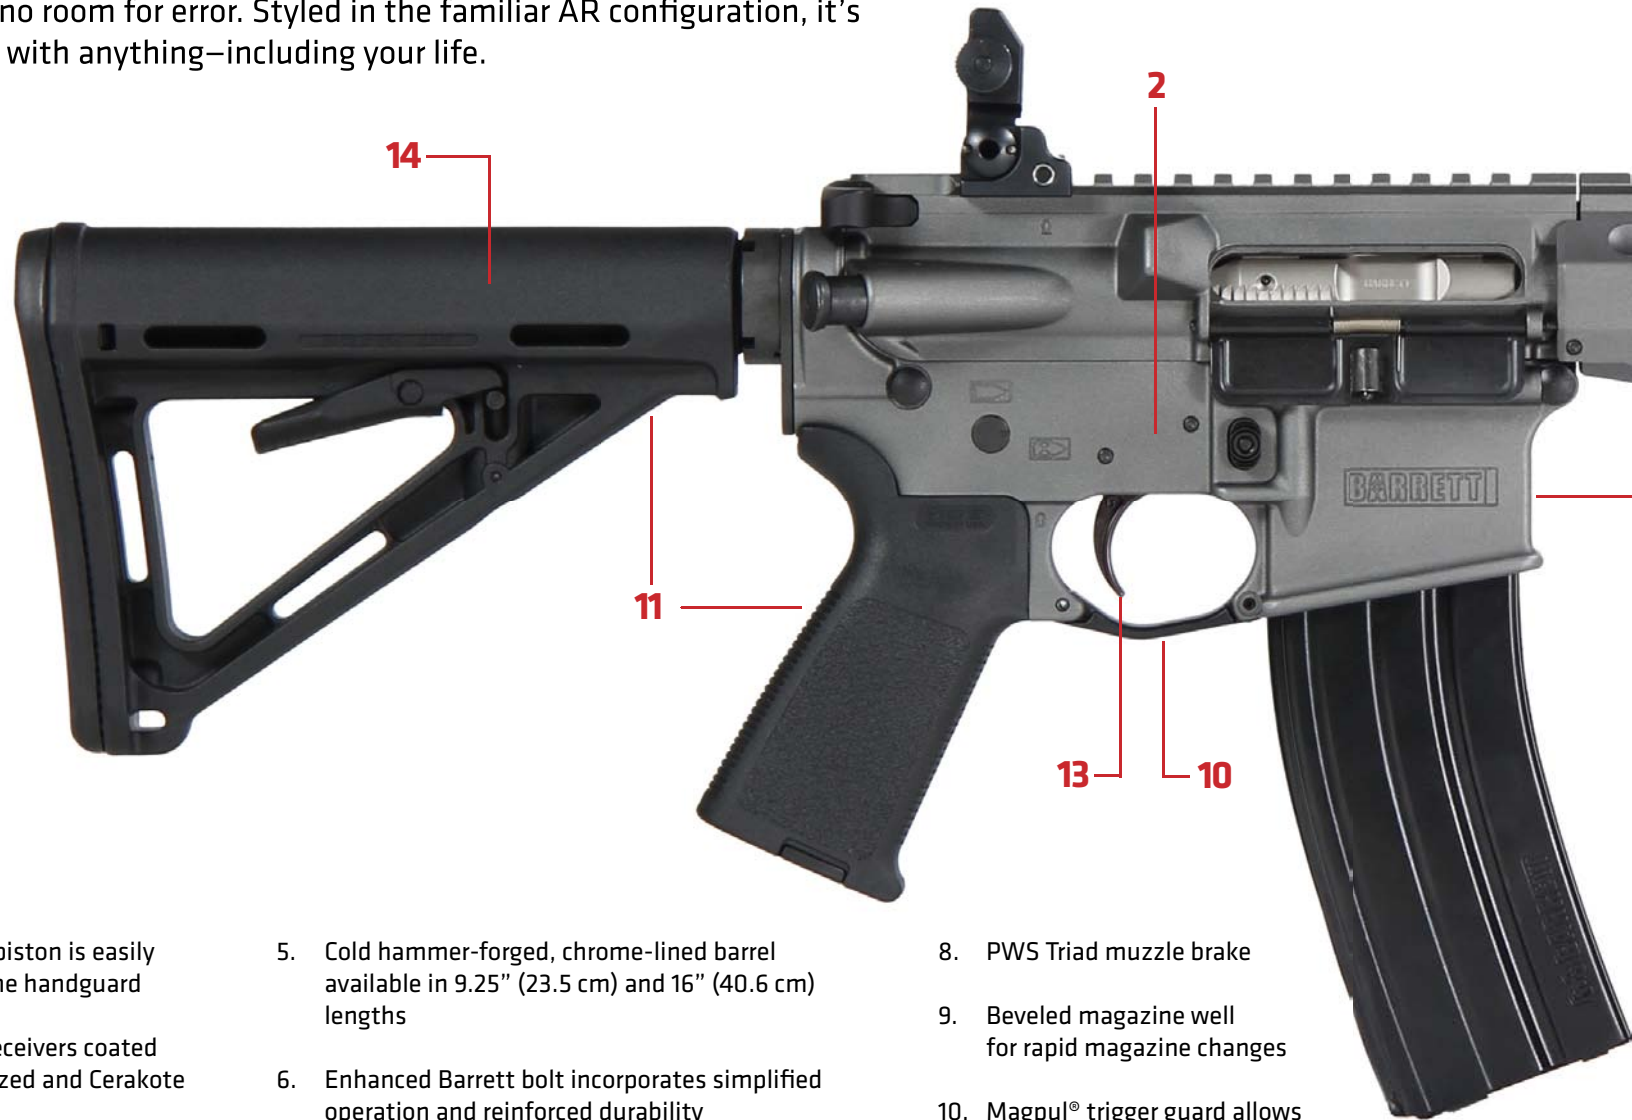 no room for error. Styled in the familiar AR configuration, it's
with anything—including your life.
14
2
BARRETT
11
13
10
piston is easily
handguard
coated
and Cerakote
5. Cold hammer-forged, chrome-lined barrel
available in 9.25” (23.5 cm) and 16” (40.6 cm)
lengths
6. Enhanced Barrett bolt incorporates simplified
operation and reinforced durability
8. PWS Triad muzzle brake
9. Beveled magazine well
for rapid magazine changes
10. Magpul® trigger guard allows